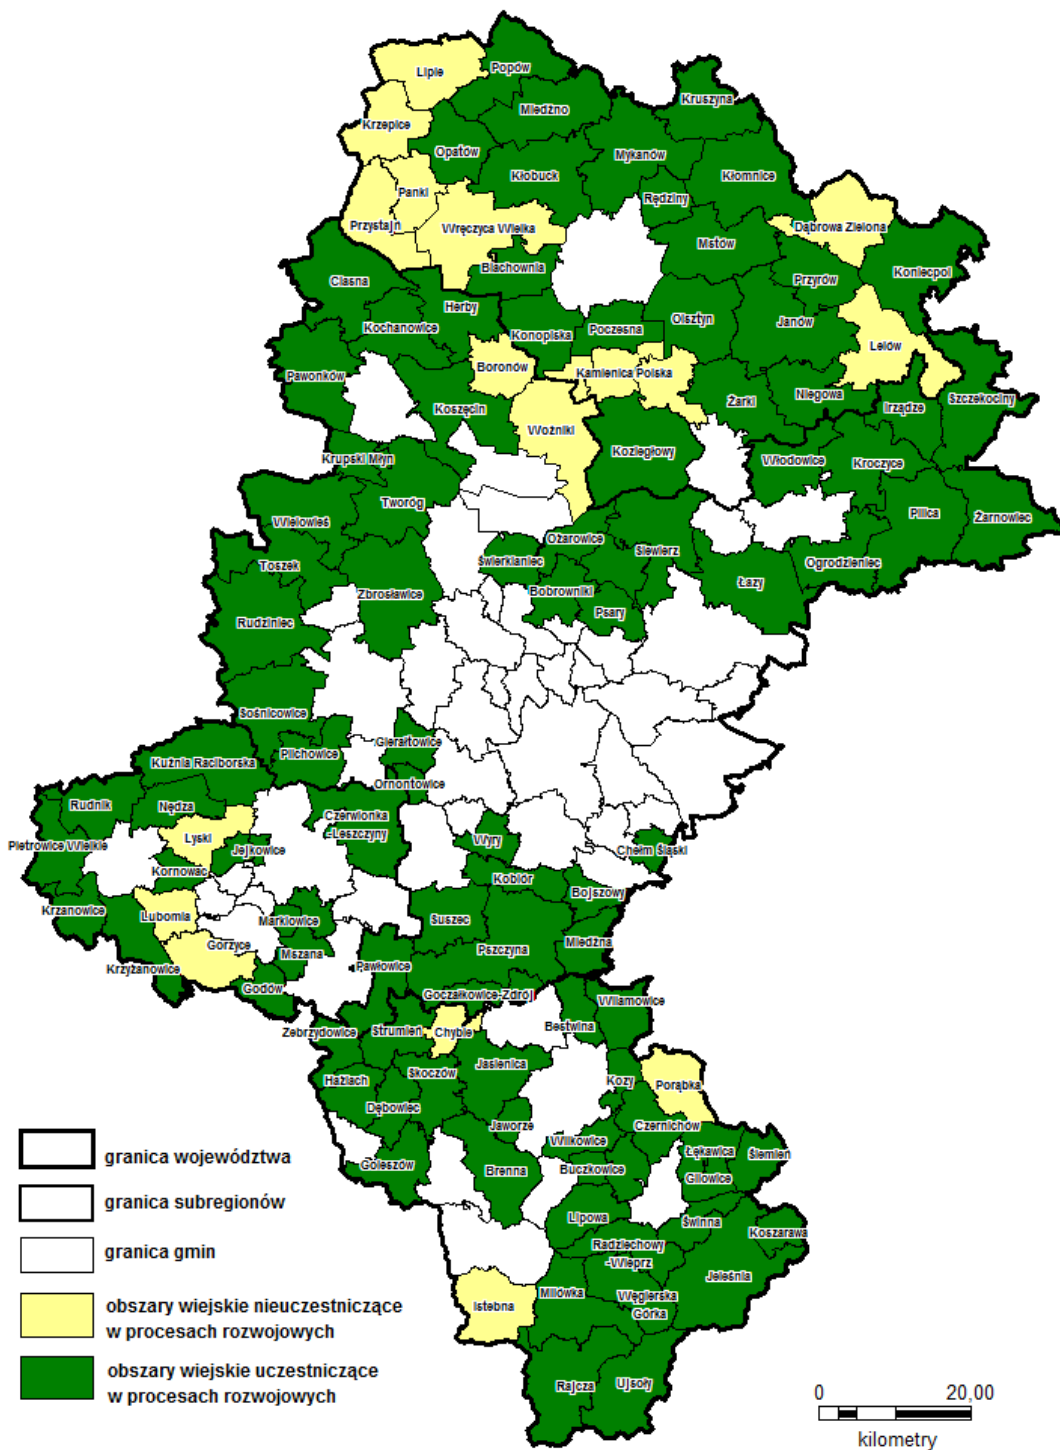 Lipie
Popów
Kruszyna
Miedźno
Krzepice
Opatów
Mykanów
Kłobuck
Kłomnice
Panki
Rędziny
Przystajń
Wręczyca Wielka
Dąbrowa Zielona
Mstów
Blachownia
Koniecpol
Ciasna
Przyrów
Herby
Kochanowice
Konopiska
Poczesna
Olsztyn
Janów
Lelów
Boronów
Kamienica Polska
Pawonków
Niegowa
Szczekociny
Koszęcin
Żarki
Irządze
Woźniki
Koziegłowy
Krupski Młyn
Włodowice
Kroczyce
Tworóg
Pilica
Żarnowiec
Wielowieś
Ożarowice
Siewierz
Toszek
Świerklaniec
Ogrodzieniec
Łazy
Zbrosławice
Bobrowniki
Psary
Rudziniec
Sośnicowice
Gierałtowice
Pilchowice
Kuźnia Raciborska
Ornontowice
Rudnik
Nędza
Czerwionka
-Leszczyny
Lyski
Pietrowice Wielkie
Jejkowice
Wyry
Chełm Śląski
Kornowac
Kobiór
Bojszowy
Krzanowice
Lubomia
Marklowice
Suszec
Gorzyce
Mszana
Pszczyna
Miedźna
Krzyżanowice
Pawłowice
Godów
Goczałkowice-Zdrój
Wilamowice
Zebrzydowice
Strumień
Chybie
Bestwina
Jasienica
Skoczów
Hażlach
Kozy
Porąbka
Dębowiec
Jaworze
Czernichów
Wilkowice
Łękawica
Ślemień
Goleszów
Brenna
Buczkowice
Gilowice
Lipowa
Świnna
Koszarawa
Radziechowy
-Wieprz
Jeleśnia
Istebna
Milówka
Węgierska
Górka
Rajcza
Ujsoły
granica województwa
granica subregionów
granica gmin
obszary wiejskie nieuczestniczące
w procesach rozwojowych
obszary wiejskie uczestniczące
w procesach rozwojowych
0 20,00
kilometry